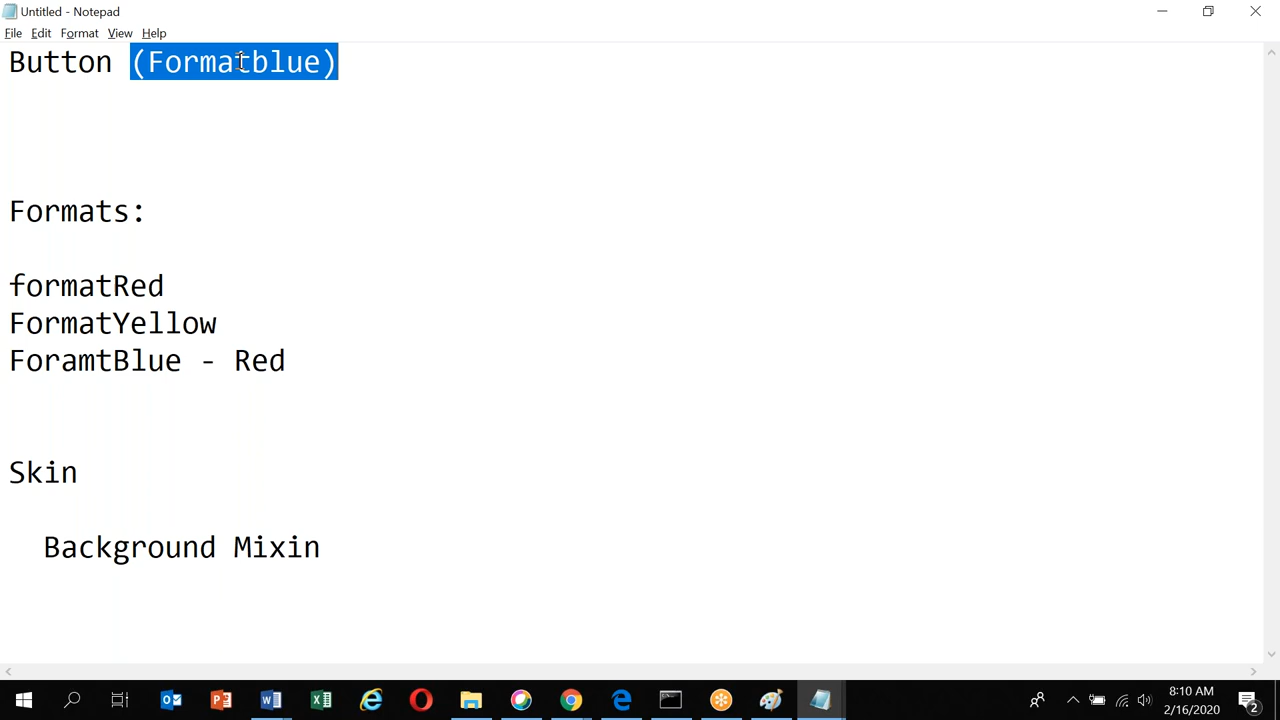 Untitled - Notepad
File Edit Format View Help
Button (Formatblue)
Formats:
formatRed
FormatYellow
ForamtBlue - Red
Skin
Background Mixin
8:10 AM
2/16/2020
2